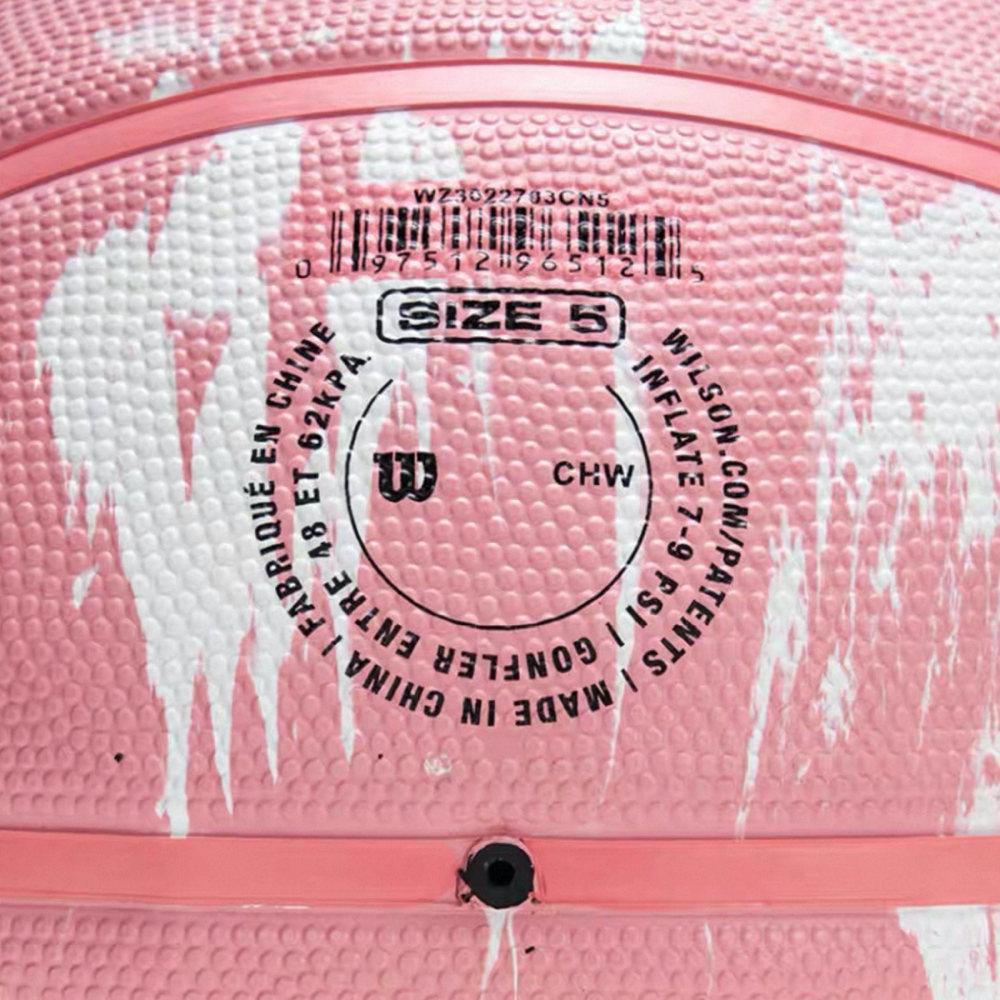 WZ3022703CN5
0 97512 96512 5
SIZE 5
WILSON.COM/PATENTS | MADE IN CHINA | FABRIQUÉ EN CHINE
INFLATE 7-9 PSI | GONFLER ENTRE 48 ET 62KPA.
W
CHW